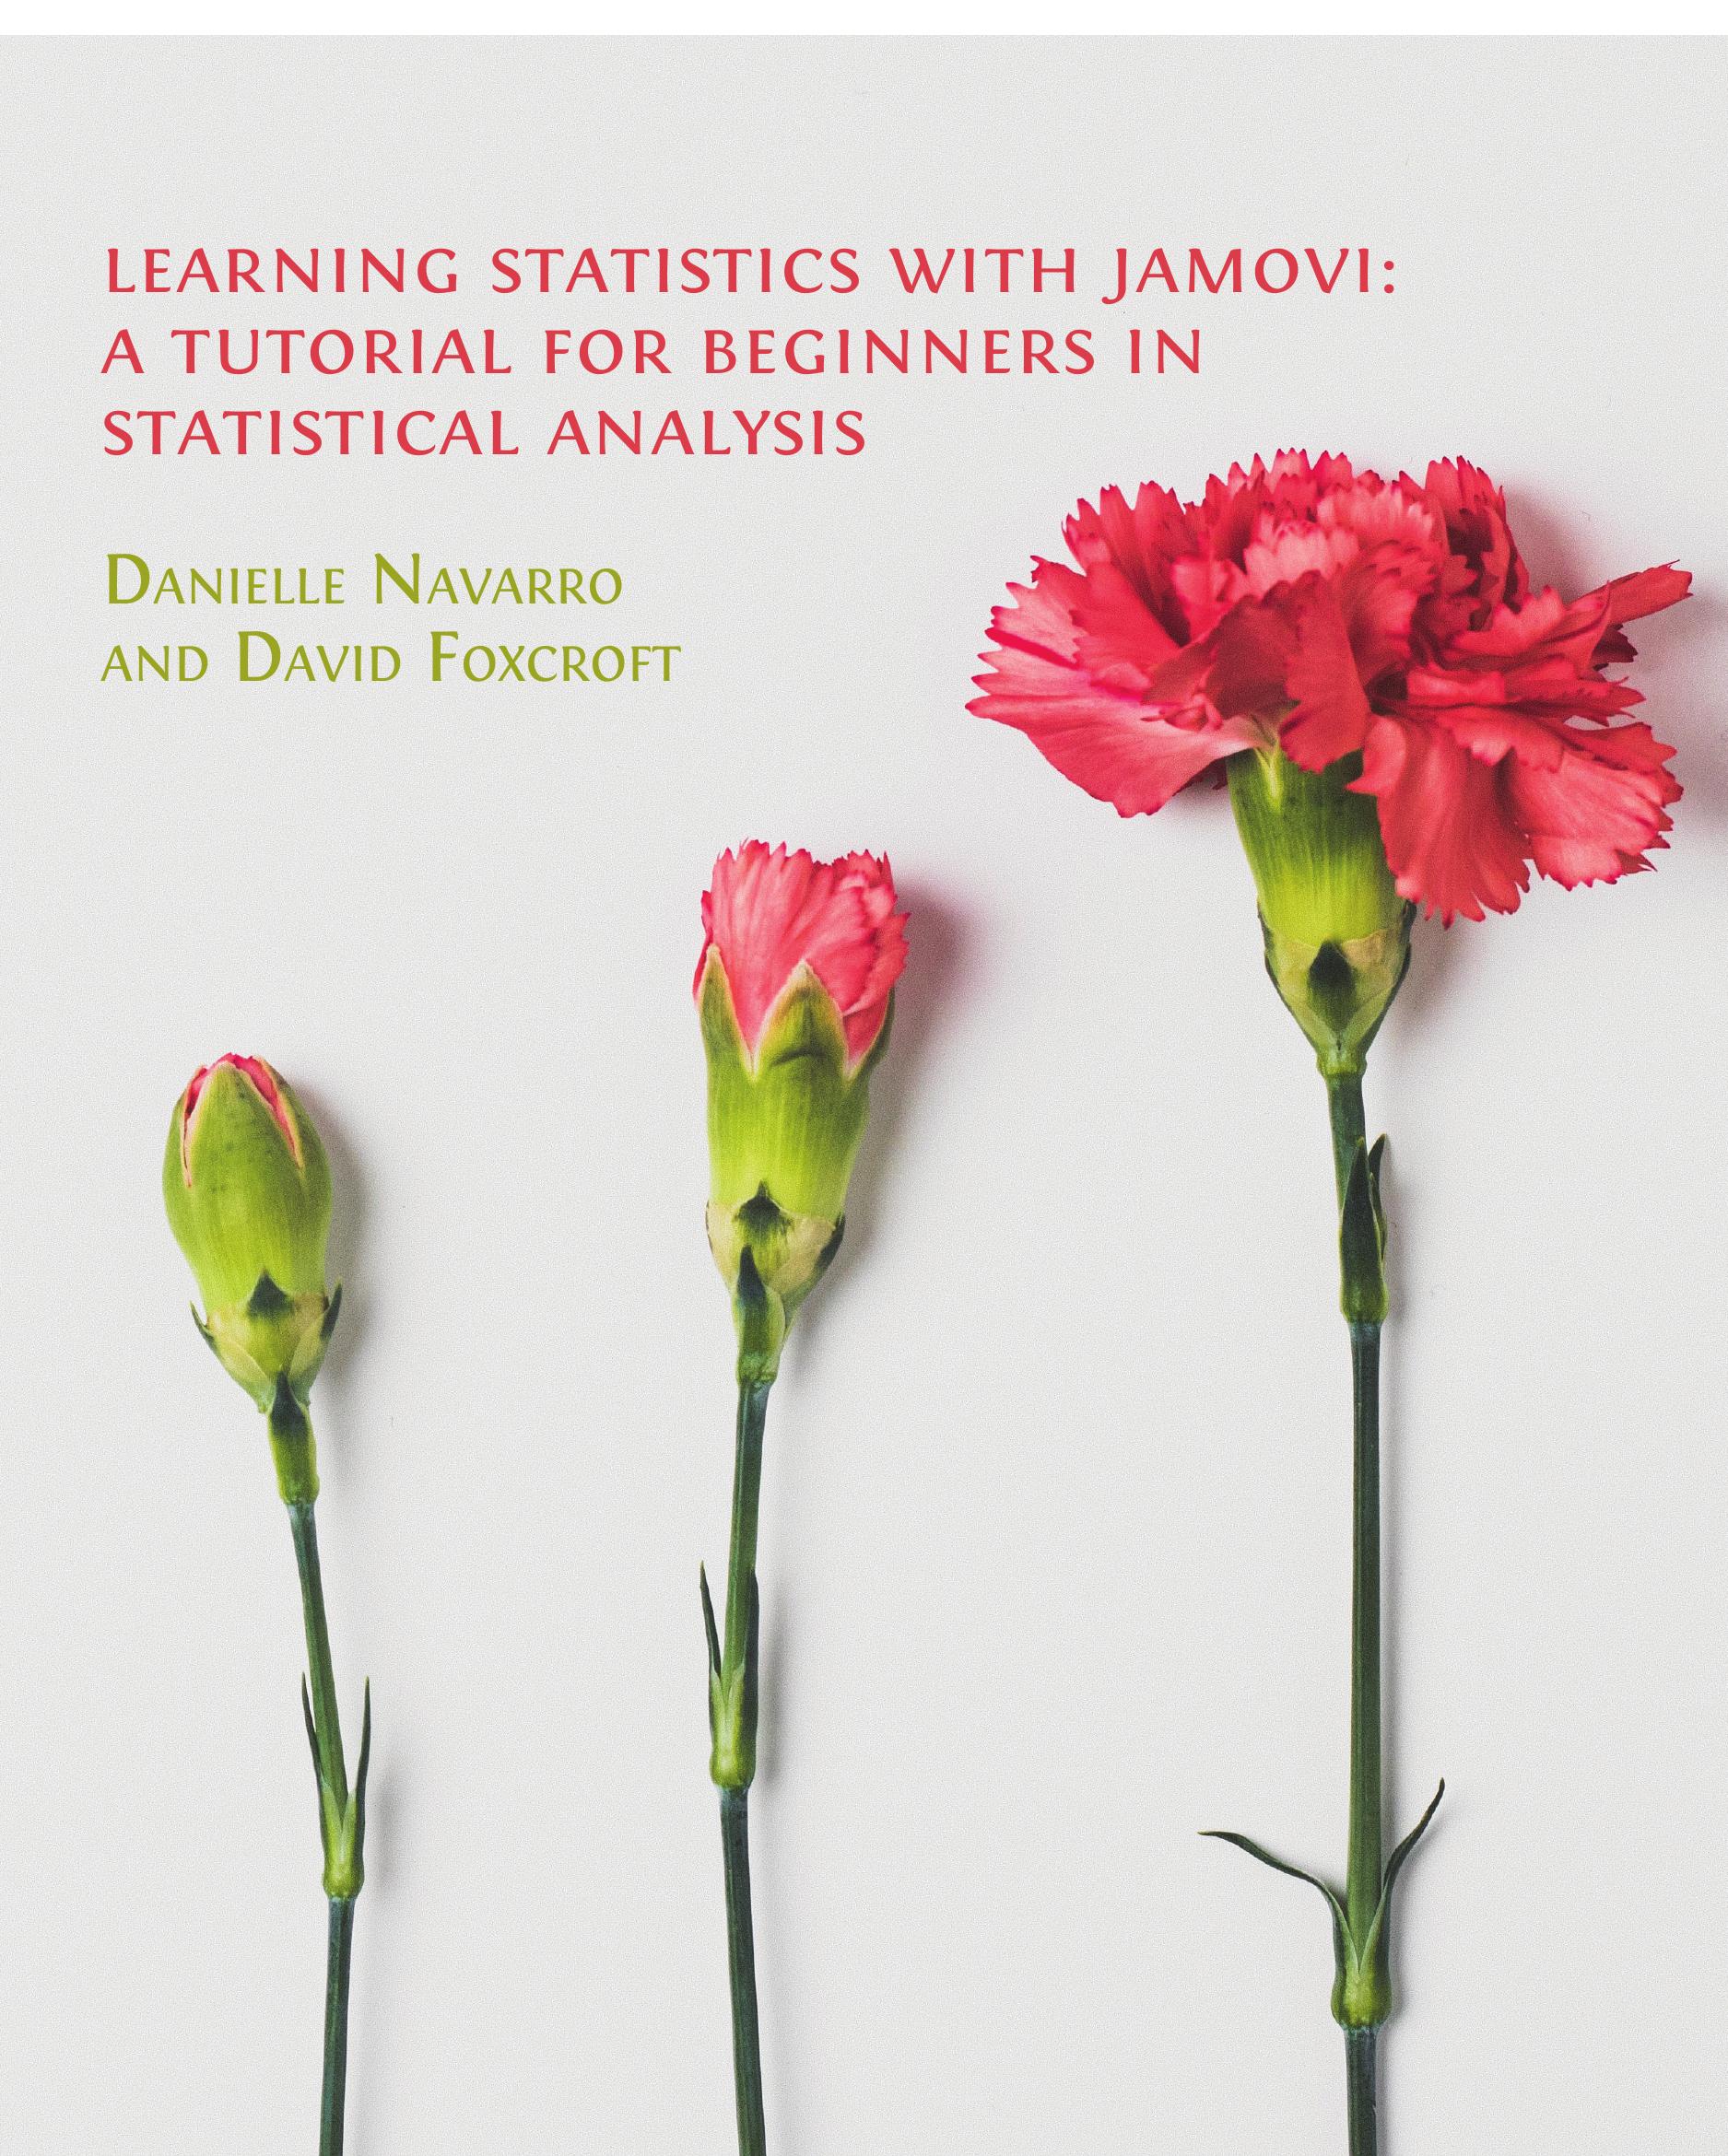 LEARNING STATISTICS WITH JAMOVI:
A TUTORIAL FOR BEGINNERS IN
STATISTICAL ANALYSIS
DANIELLE NAVARRO
AND DAVID FOXCROFT